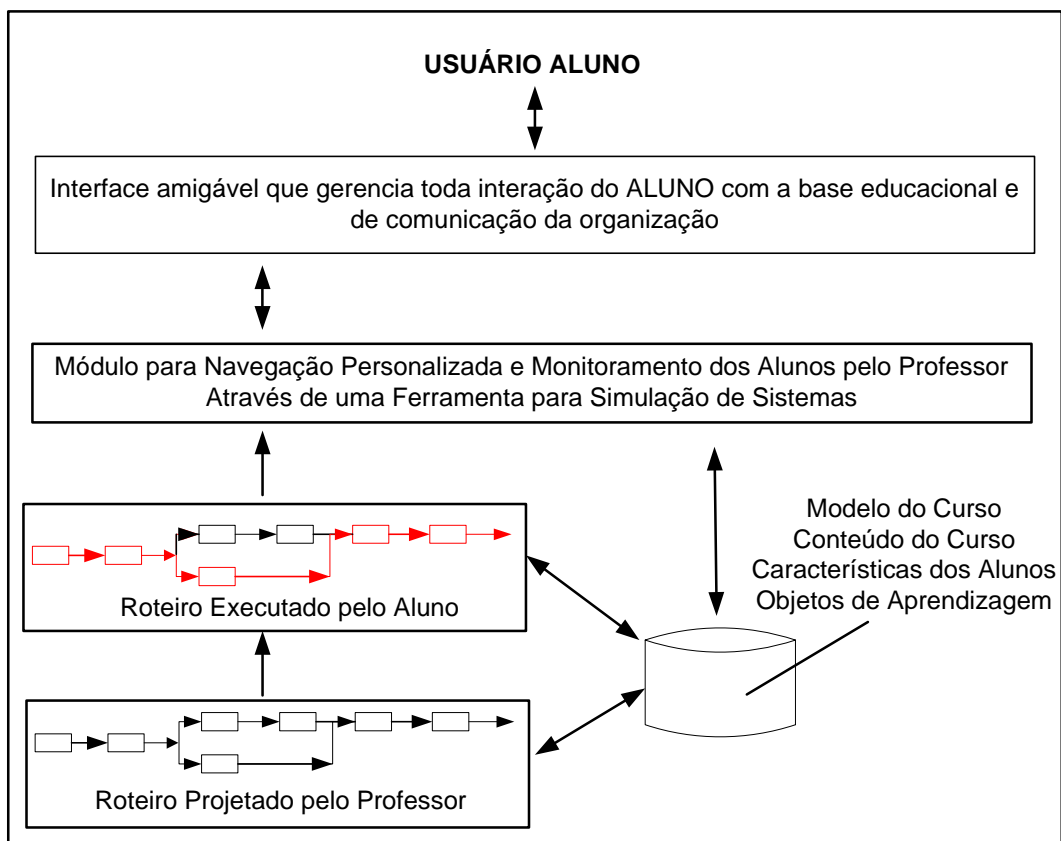 USUÁRIO ALUNO
Interface amigável que gerencia toda interação do ALUNO com a base educacional e
de comunicação da organização
Módulo para Navegação Personalizada e Monitoramento dos Alunos pelo Professor
Através de uma Ferramenta para Simulação de Sistemas
Modelo do Curso
Conteúdo do Curso
Características dos Alunos
Objetos de Aprendizagem
Roteiro Executado pelo Aluno
Roteiro Projetado pelo Professor